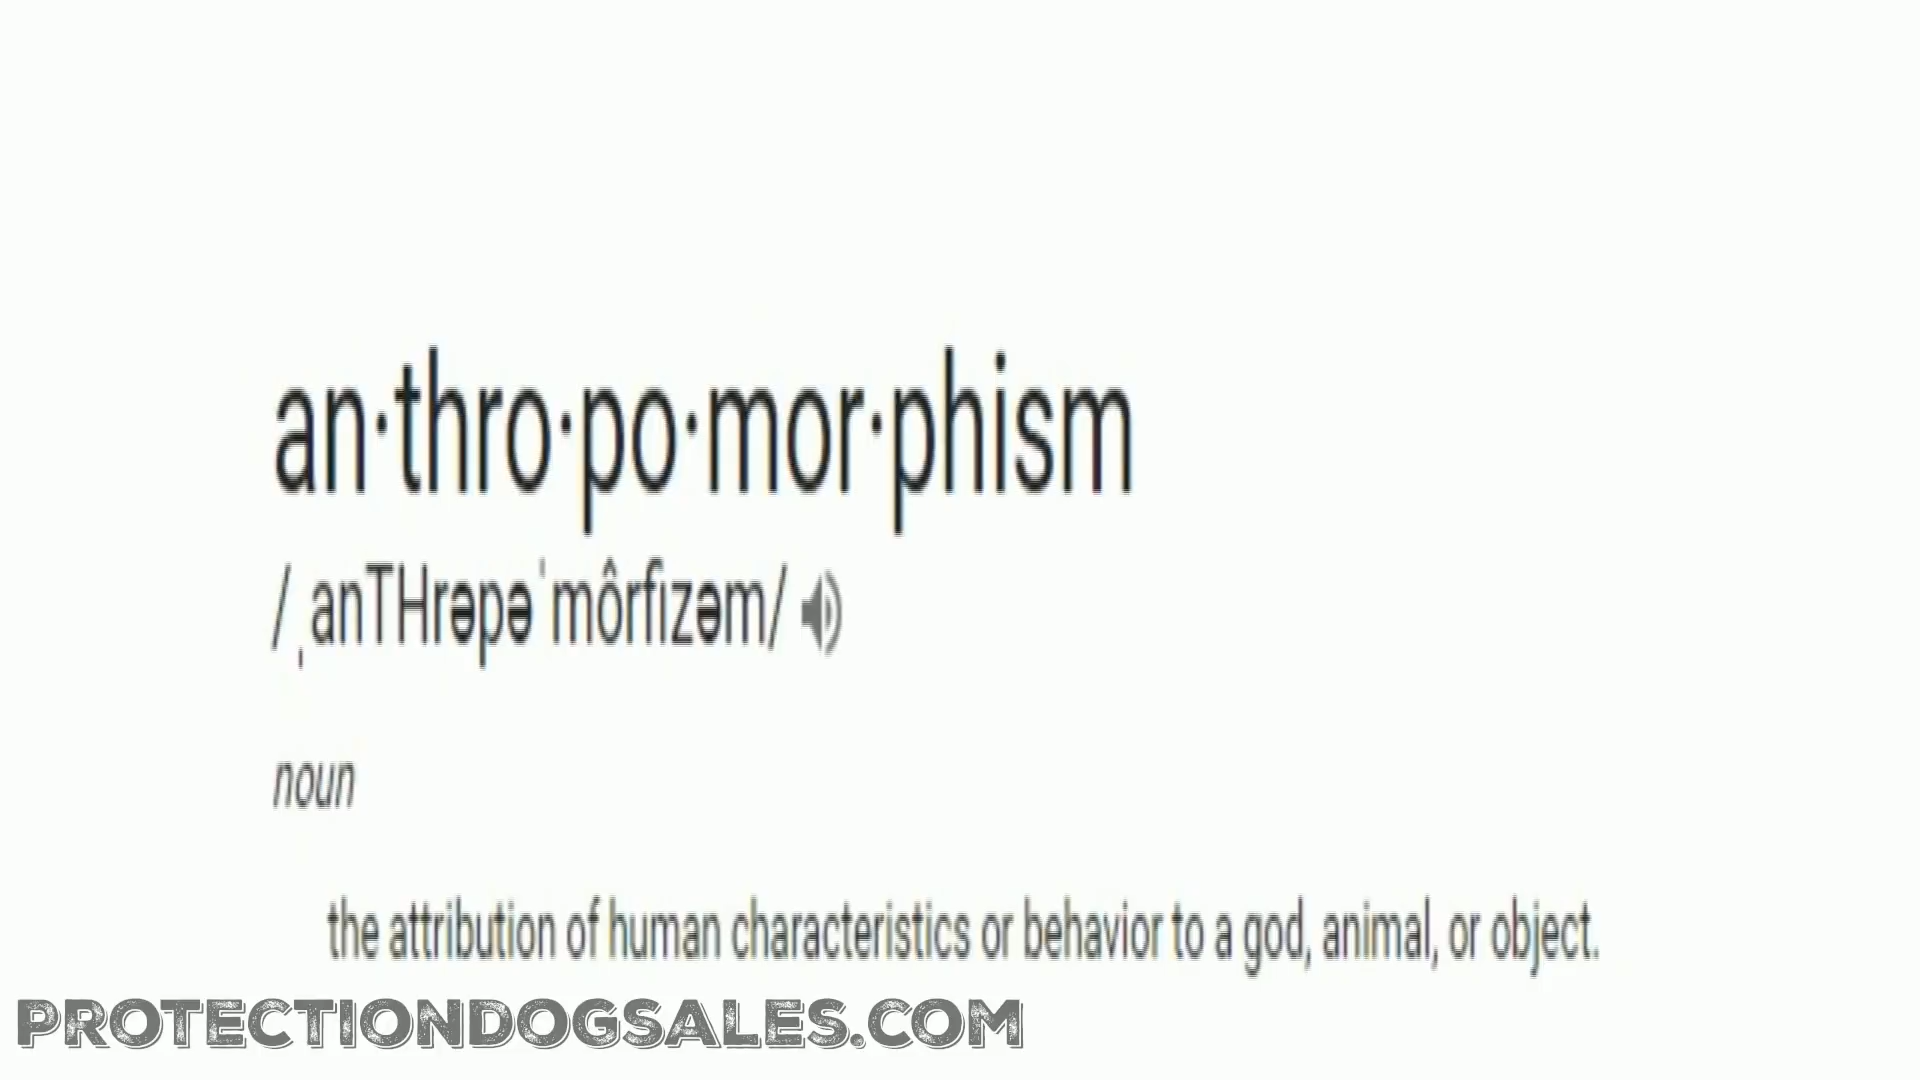 an·thro·po·mor·phism
/ˌanTHrəpəˈmôrfizəm/
noun
the attribution of human characteristics or behavior to a god, animal, or object.
PROTECTIONDOGSALES.COM